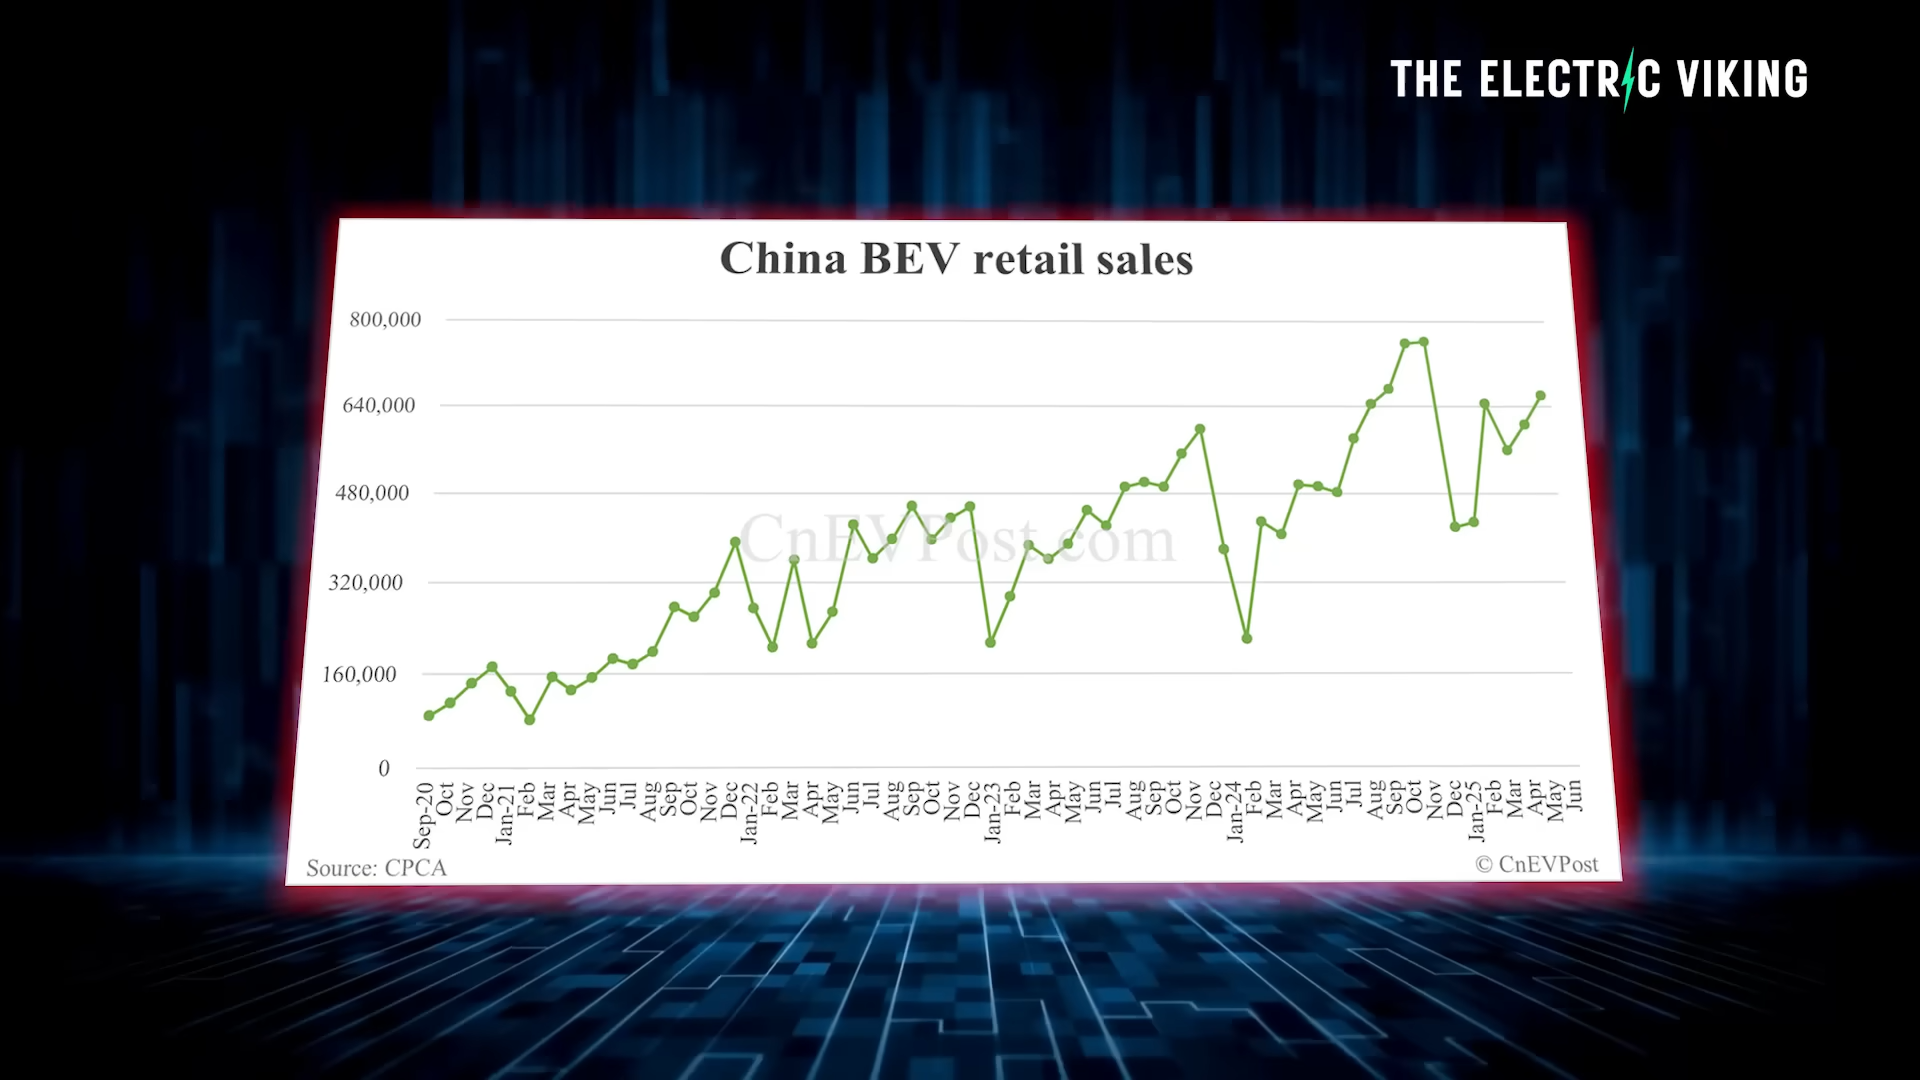 THE ELECTRIC VIKING
China BEV retail sales
800,000
640,000
480,000
320,000
160,000
0
CnEVPost.com
Sep-20
Oct
Nov
Dec
Jan-21
Feb
Mar
Apr
May
Jun
Jul
Aug
Sep
Oct
Nov
Dec
Jan-22
Feb
Mar
Apr
May
Jun
Jul
Aug
Sep
Oct
Nov
Dec
Jan-23
Feb
Mar
Apr
May
Jun
Jul
Aug
Sep
Oct
Nov
Dec
Jan-24
Feb
Mar
Apr
May
Jun
Jul
Aug
Sep
Oct
Nov
Dec
Jan-25
Feb
Mar
Apr
May
Jun
Source: CPCA
© CnEVPost